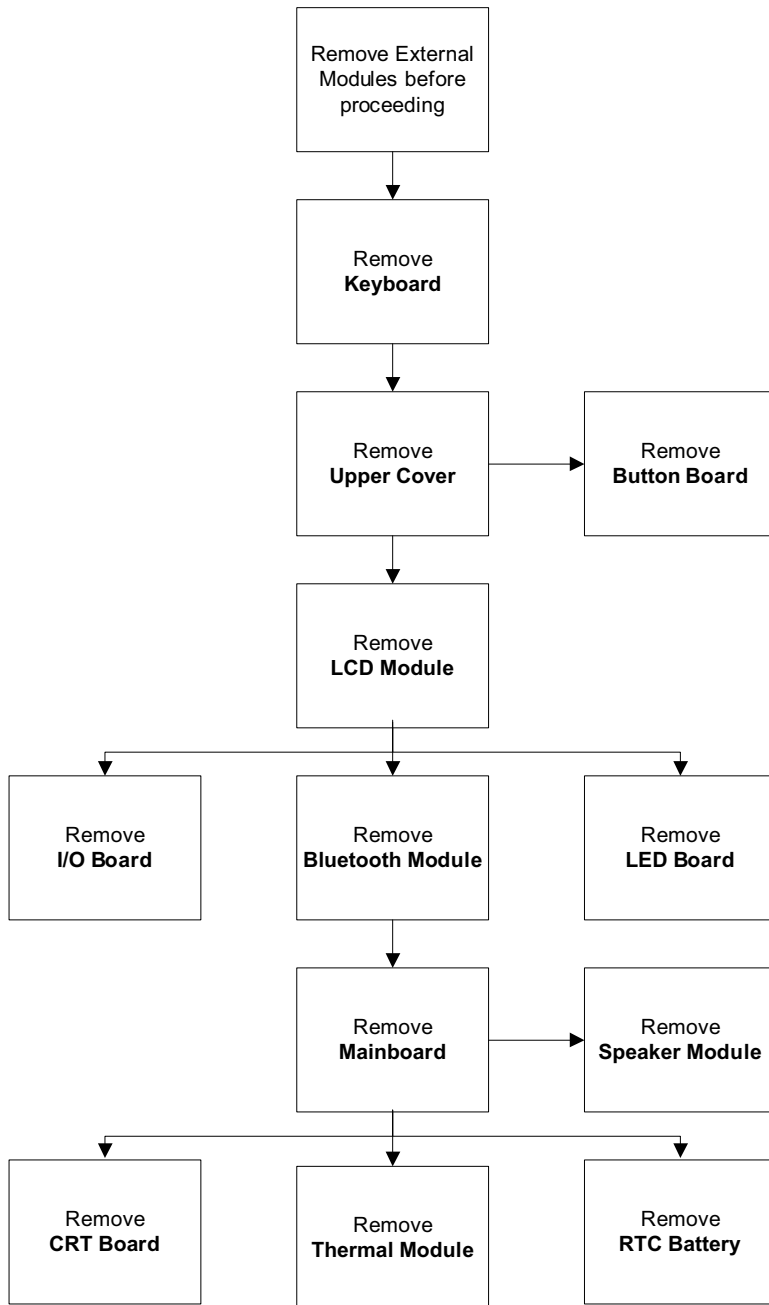 Remove External
Modules before
proceeding
Remove
Keyboard
Remove
Upper Cover
Remove
Button Board
Remove
LCD Module
Remove
I/O Board
Remove
Bluetooth Module
Remove
LED Board
Remove
Mainboard
Remove
Speaker Module
Remove
CRT Board
Remove
Thermal Module
Remove
RTC Battery